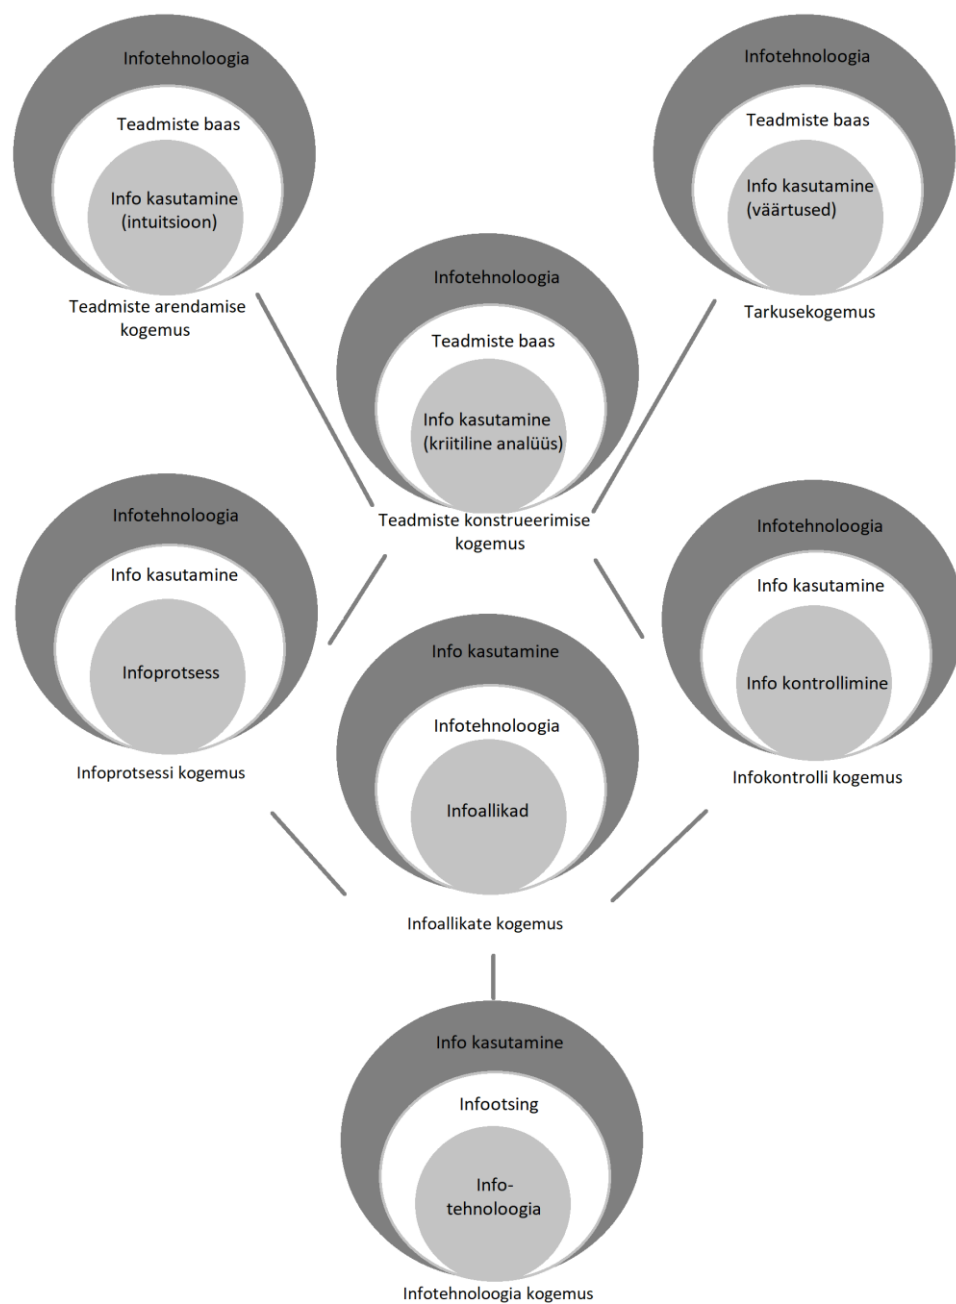 Infotehnoloogia
Teadmiste baas
Info kasutamine
(intuitsioon)
Teadmiste arendamise
kogemus
Infotehnoloogia
Teadmiste baas
Info kasutamine
(väärtused)
Tarkusekogemus
Infotehnoloogia
Teadmiste baas
Info kasutamine
(kriitiline analüüs)
Teadmiste konstrueerimise
kogemus
Infotehnoloogia
Info kasutamine
Infoprotsess
Infoprotsessi kogemus
Infotehnoloogia
Info kasutamine
Info kontrollimine
Infokontrolli kogemus
Info kasutamine
Infotehnoloogia
Infoallikad
Infoallikate kogemus
Info kasutamine
Infootsing
Info-
tehnoloogia
Infotehnoloogia kogemus